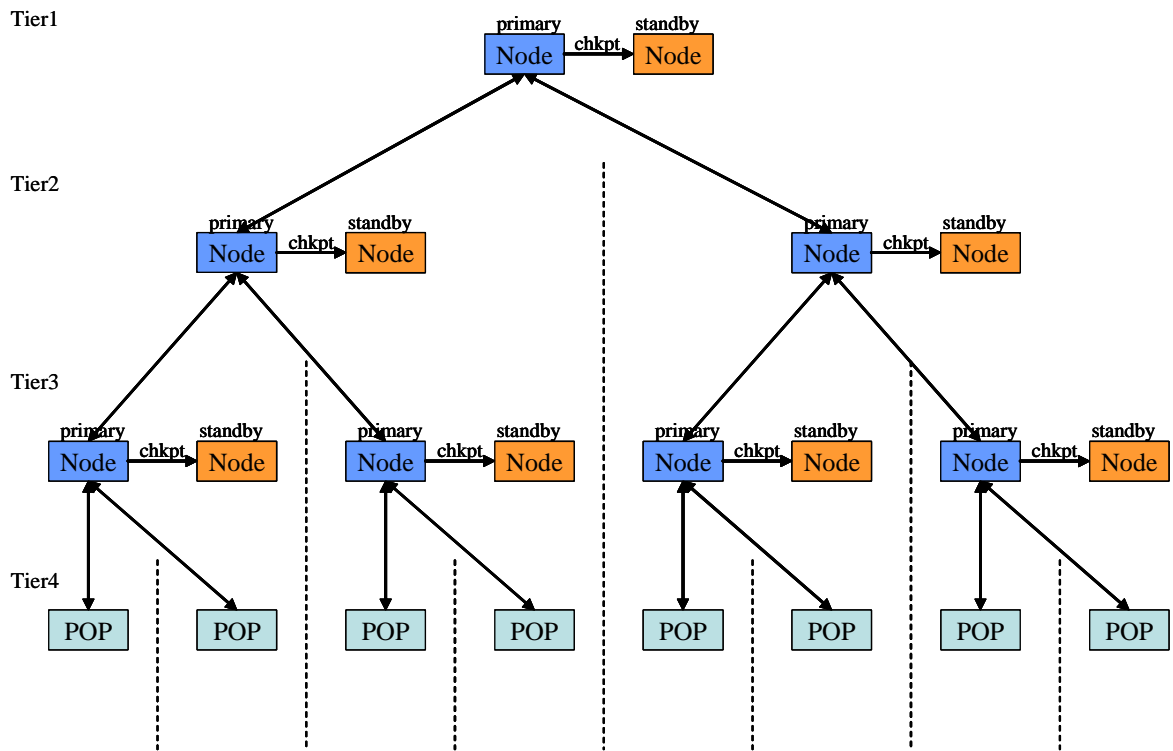 Tier1
primary standby
Node chkpt Node
Tier2
primary standby primary standby
Node chkpt Node Node chkpt Node
Tier3
primary standby primary standby primary standby primary standby
Node chkpt Node Node chkpt Node Node chkpt Node Node chkpt Node
Tier4
POP POP POP POP POP POP POP POP